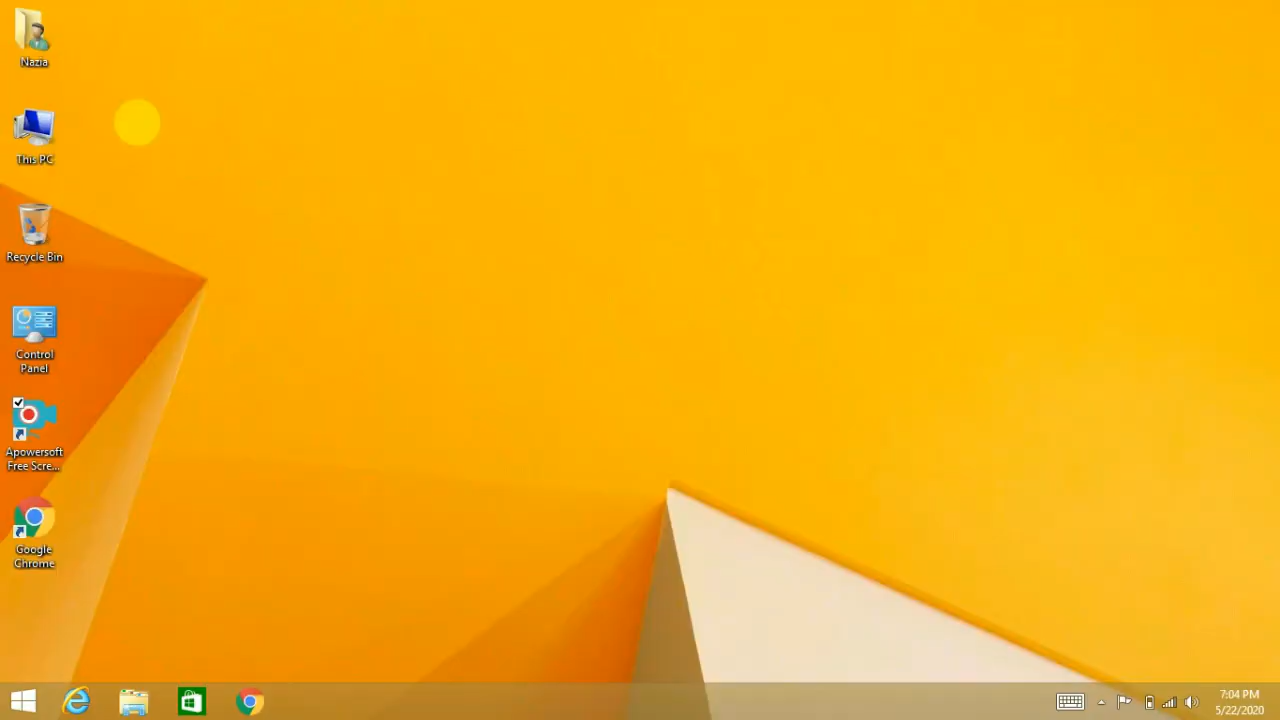 Nazia
This PC
Recycle Bin
Control
Panel
Apowersoft
Free Scre...
Google
Chrome
7:04 PM
5/22/2020